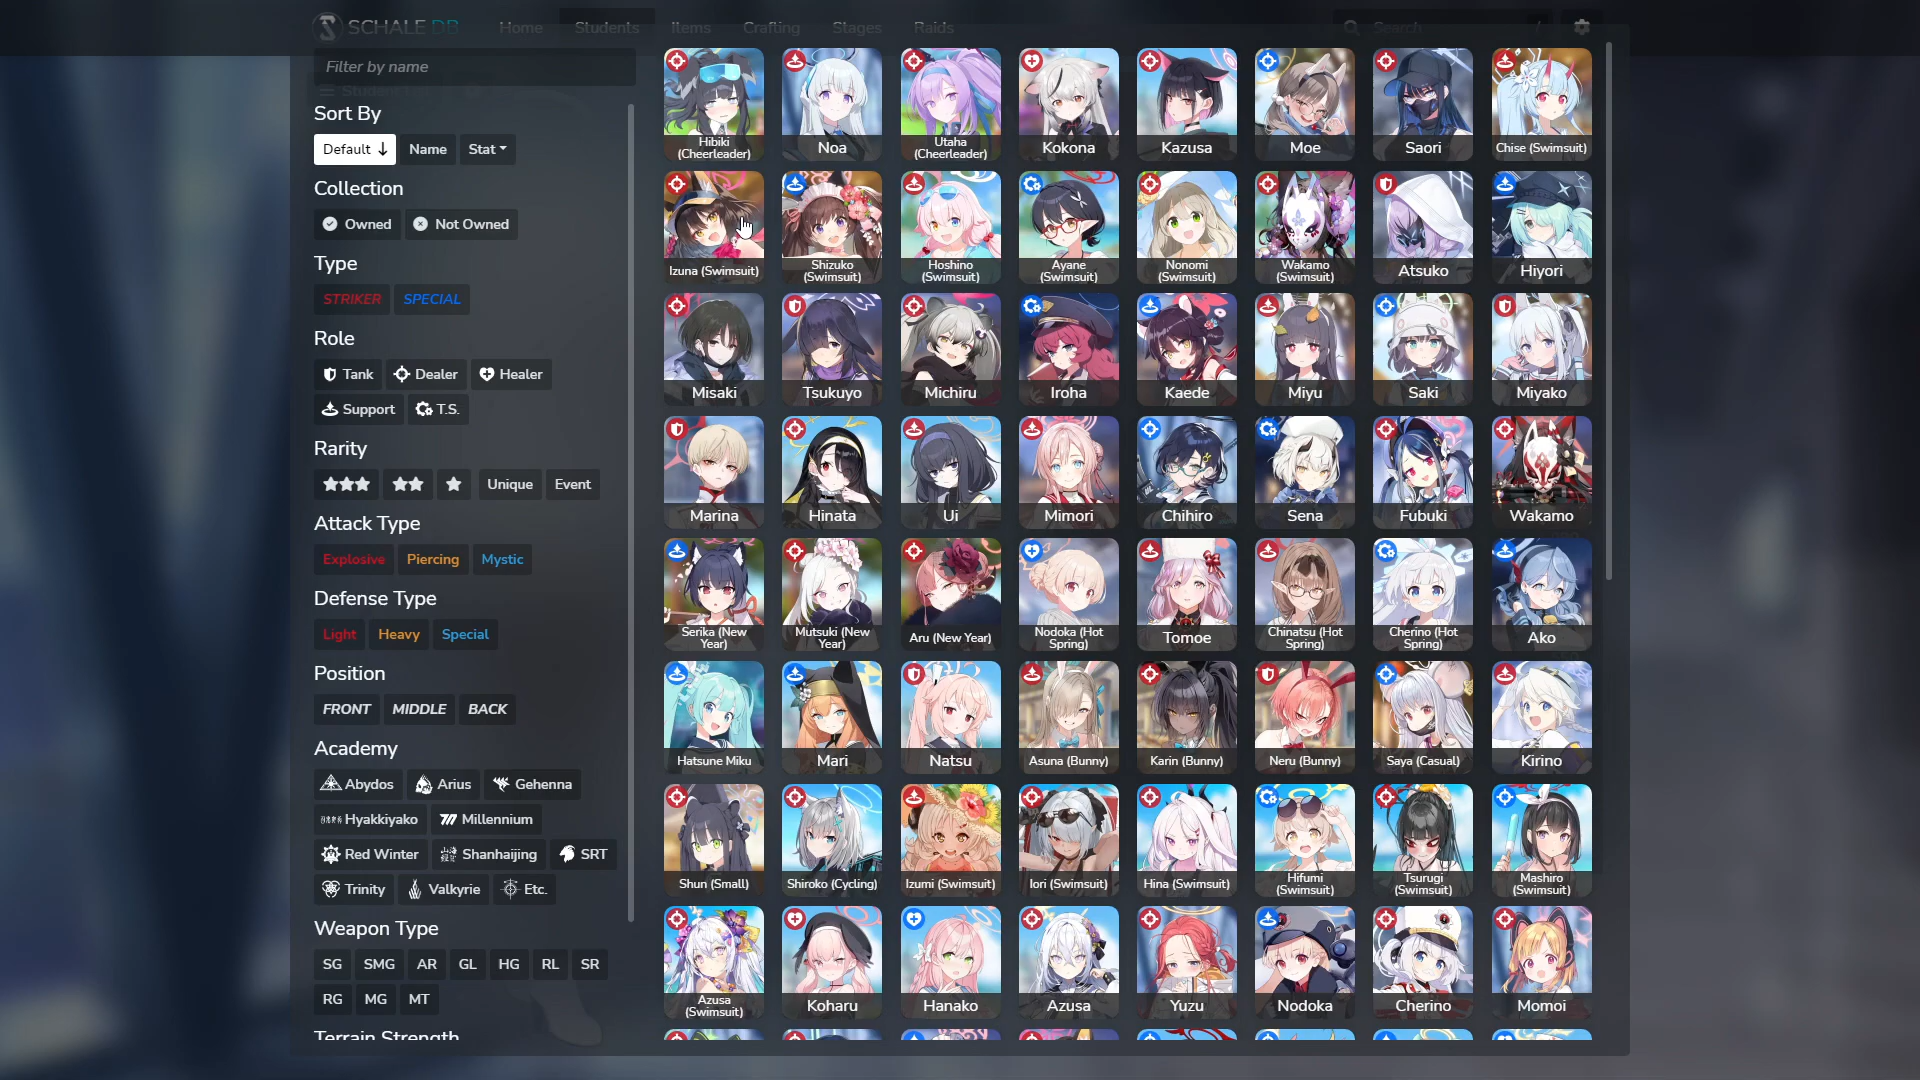 SCHALE DB
Home
Students
Items
Crafting
Stages
Raids
Search
Filter by name
Sort By
Default ↓
Name
Stat
Collection
Owned
Not Owned
Type
STRIKER
SPECIAL
Role
Tank
Dealer
Healer
Support
T.S.
Rarity
Unique
Event
Attack Type
Explosive
Piercing
Mystic
Defense Type
Light
Heavy
Special
Position
FRONT
MIDDLE
BACK
Academy
Abydos
Arius
Gehenna
Hyakkiyako
Millennium
Red Winter
Shanhaijing
SRT
Trinity
Valkyrie
Etc.
Weapon Type
SG
SMG
AR
GL
HG
RL
SR
RG
MG
MT
Terrain Strength
Hibiki
(Cheerleader)
Noa
Utaha
(Cheerleader)
Kokona
Kazusa
Moe
Saori
Chise (Swimsuit)
Izuna (Swimsuit)
Shizuko
(Swimsuit)
Hoshino
(Swimsuit)
Ayane
(Swimsuit)
Nonomi
(Swimsuit)
Wakamo
(Swimsuit)
Atsuko
Hiyori
Misaki
Tsukuyo
Michiru
Iroha
Kaede
Miyu
Saki
Miyako
Marina
Hinata
Ui
Mimori
Chihiro
Sena
Fubuki
Wakamo
Serika (New
Year)
Mutsuki (New
Year)
Aru (New Year)
Nodoka (Hot
Spring)
Tomoe
Chinatsu (Hot
Spring)
Cherino (Hot
Spring)
Ako
Hatsune Miku
Mari
Natsu
Asuna (Bunny)
Karin (Bunny)
Neru (Bunny)
Saya (Casual)
Kirino
Shun (Small)
Shiroko (Cycling)
Izumi (Swimsuit)
Iori (Swimsuit)
Hina (Swimsuit)
Hifumi
(Swimsuit)
Tsurugi
(Swimsuit)
Mashiro
(Swimsuit)
Azusa
(Swimsuit)
Koharu
Hanako
Azusa
Yuzu
Nodoka
Cherino
Momoi